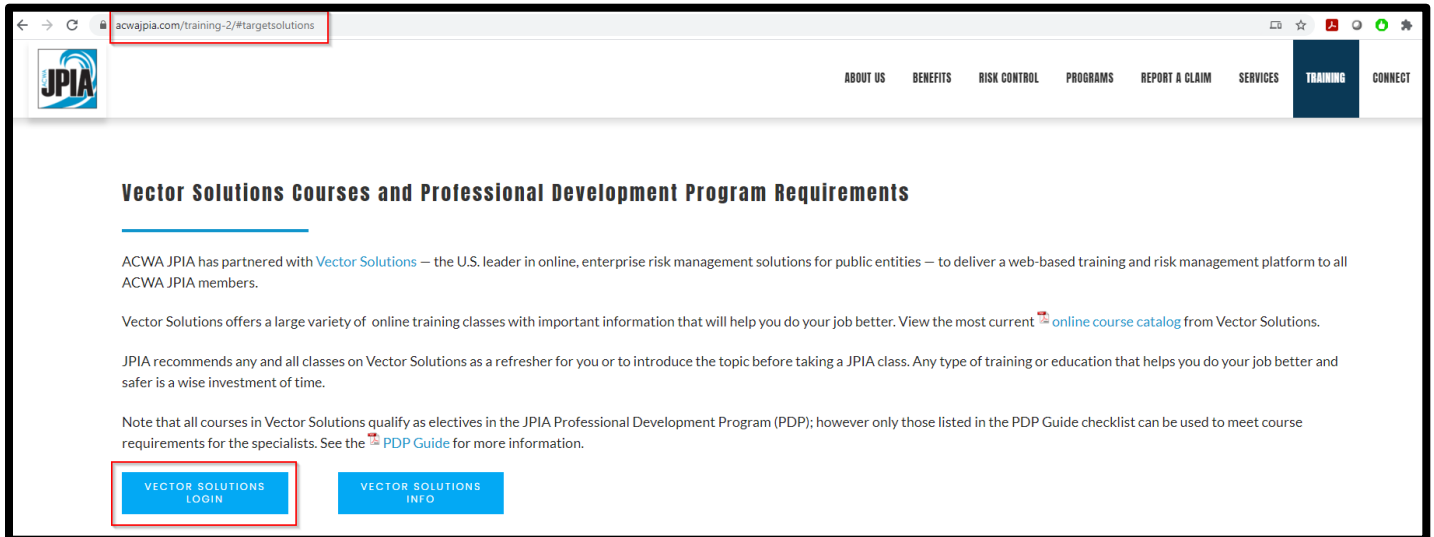 acwajpia.com/training-2/#targetsolutions
ACWA
JPIA
ABOUT US BENEFITS RISK CONTROL PROGRAMS REPORT A CLAIM SERVICES TRAINING CONNECT
Vector Solutions Courses and Professional Development Program Requirements
ACWA JPIA has partnered with Vector Solutions — the U.S. leader in online, enterprise risk management solutions for public entities — to deliver a web-based training and risk management platform to all
ACWA JPIA members.
Vector Solutions offers a large variety of online training classes with important information that will help you do your job better. View the most current online course catalog from Vector Solutions.
JPIA recommends any and all classes on Vector Solutions as a refresher for you or to introduce the topic before taking a JPIA class. Any type of training or education that helps you do your job better and
safer is a wise investment of time.
Note that all courses in Vector Solutions qualify as electives in the JPIA Professional Development Program (PDP); however only those listed in the PDP Guide checklist can be used to meet course
requirements for the specialists. See the PDP Guide for more information.
VECTOR SOLUTIONS
LOGIN
VECTOR SOLUTIONS
INFO